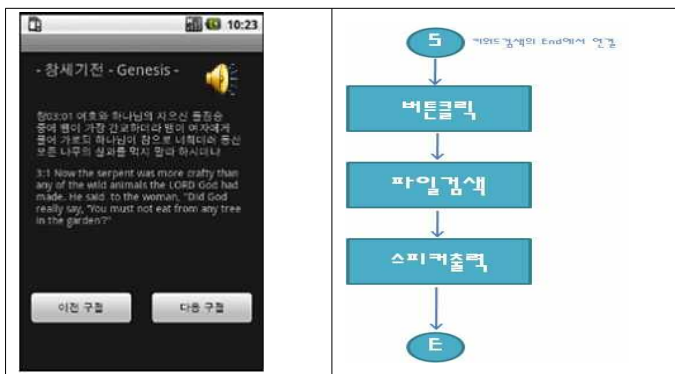 10:23
- 창세기전 - Genesis -
창03:01 여호와 하나님의 지으신 들짐승
중에 뱀이 가장 간교하더라 뱀이 여자에게
물어 가로되 하나님이 참으로 너희더러 동산
모든 나무의 실과를 먹지 말라 하시더냐
3:1 Now the serpent was more crafty than
any of the wild animals the LORD God had
made. He said to the woman, "Did God
really say, 'You must not eat from any tree
in the garden'?"
이전 구절
다음 구절
S
키워드검색의 End에서 연결
버튼클릭
파일검색
스피커출력
E